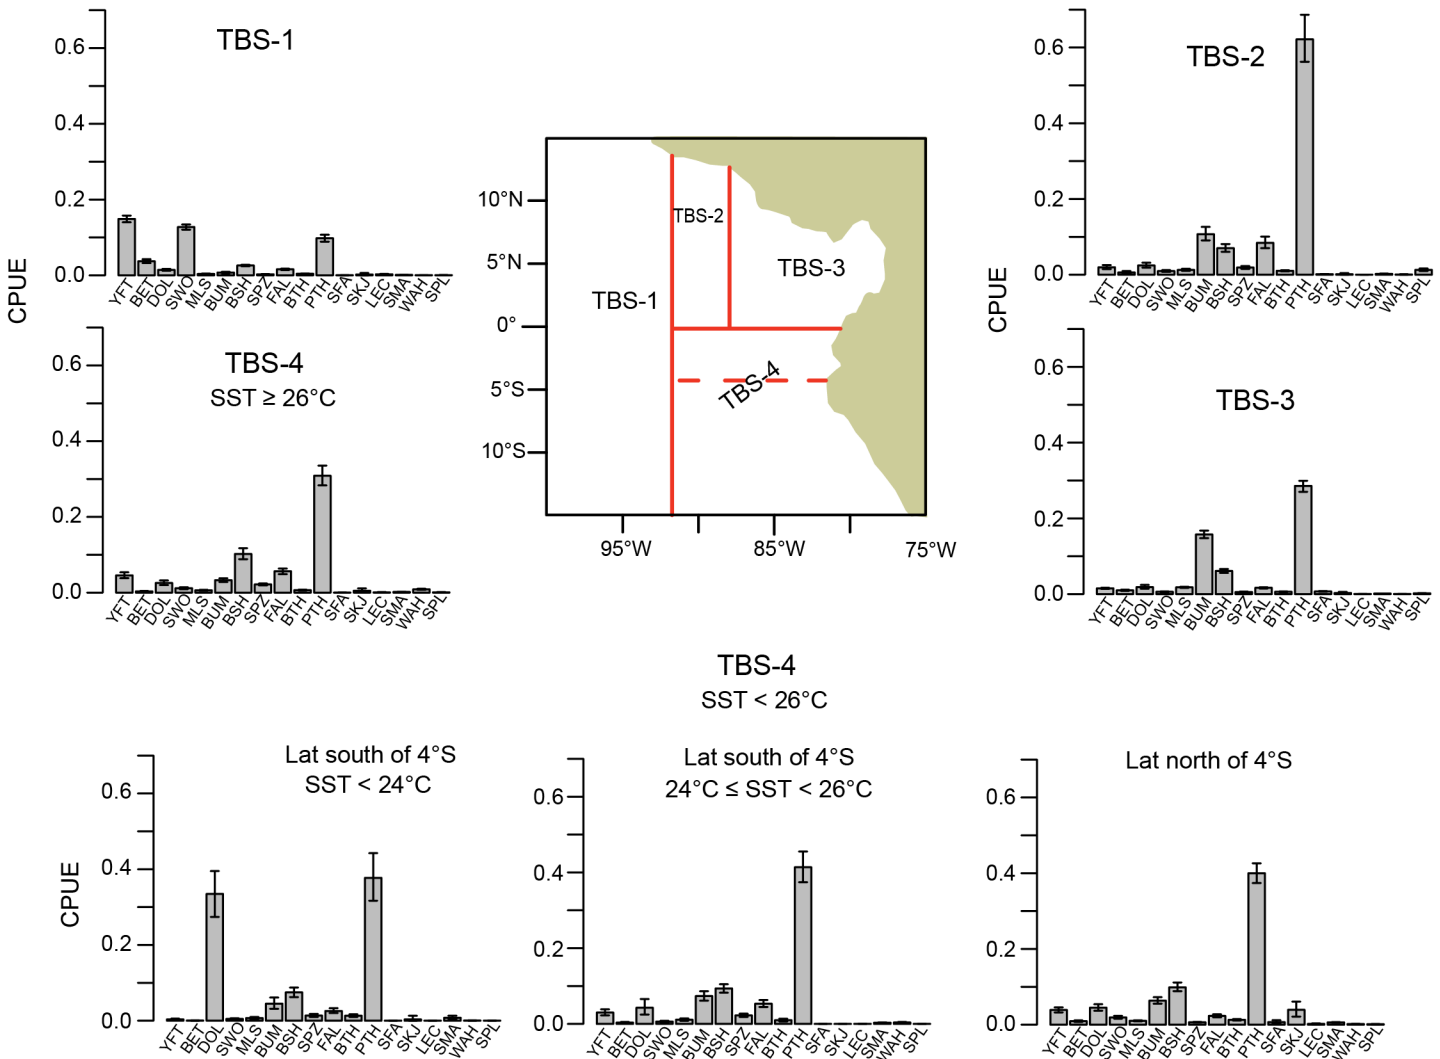 TBS-1
CPUE
0.6
0.4
0.2
0.0
YFT BET DOL SWO MLS BUM BSH SPZ FAL BTH PTH SFA SKJ LEC SMA WAH SPL
TBS-2
CPUE
0.6
0.4
0.2
0.0
YFT BET DOL SWO MLS BUM BSH SPZ FAL BTH PTH SFA SKJ LEC SMA WAH SPL
10°N
5°N
0°
5°S
10°S
95°W 85°W 75°W
TBS-1
TBS-2
TBS-3
TBS-4
TBS-4
SST ≥ 26°C
0.6
0.4
0.2
0.0
YFT BET DOL SWO MLS BUM BSH SPZ FAL BTH PTH SFA SKJ LEC SMA WAH SPL
TBS-3
0.6
0.4
0.2
0.0
YFT BET DOL SWO MLS BUM BSH SPZ FAL BTH PTH SFA SKJ LEC SMA WAH SPL
TBS-4
SST < 26°C
Lat south of 4°S
SST < 24°C
CPUE
0.6
0.4
0.2
0.0
YFT BET DOL SWO MLS BUM BSH SPZ FAL BTH PTH SFA SKJ LEC SMA WAH SPL
Lat south of 4°S
24°C ≤ SST < 26°C
0.6
0.4
0.2
0.0
YFT BET DOL SWO MLS BUM BSH SPZ FAL BTH PTH SFA SKJ LEC SMA WAH SPL
Lat north of 4°S
0.6
0.4
0.2
0.0
YFT BET DOL SWO MLS BUM BSH SPZ FAL BTH PTH SFA SKJ LEC SMA WAH SPL